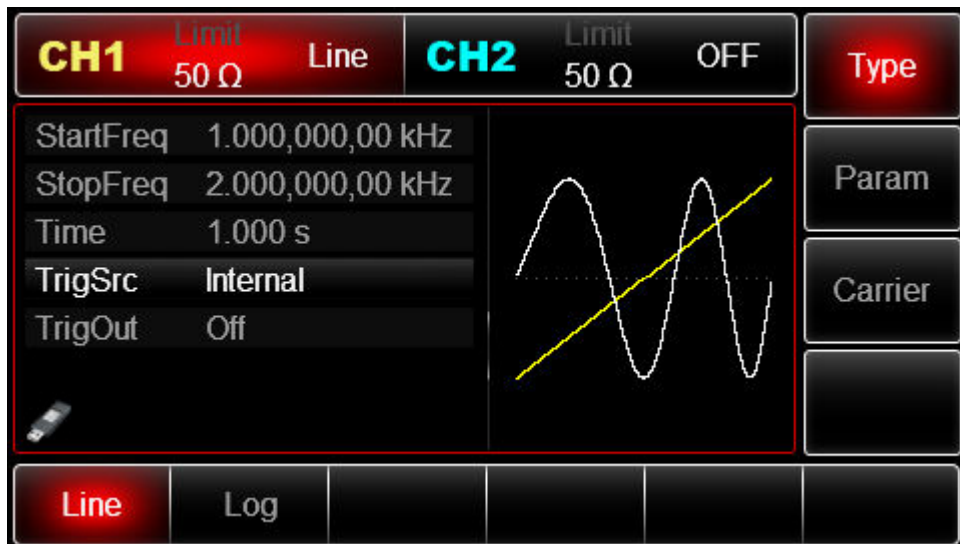 CH1 Limit 50 Ω Line
CH2 Limit 50 Ω OFF
Type
StartFreq 1.000,000,00 kHz
StopFreq 2.000,000,00 kHz
Time 1.000 s
TrigSrc Internal
TrigOut Off
Param
Carrier
Line Log